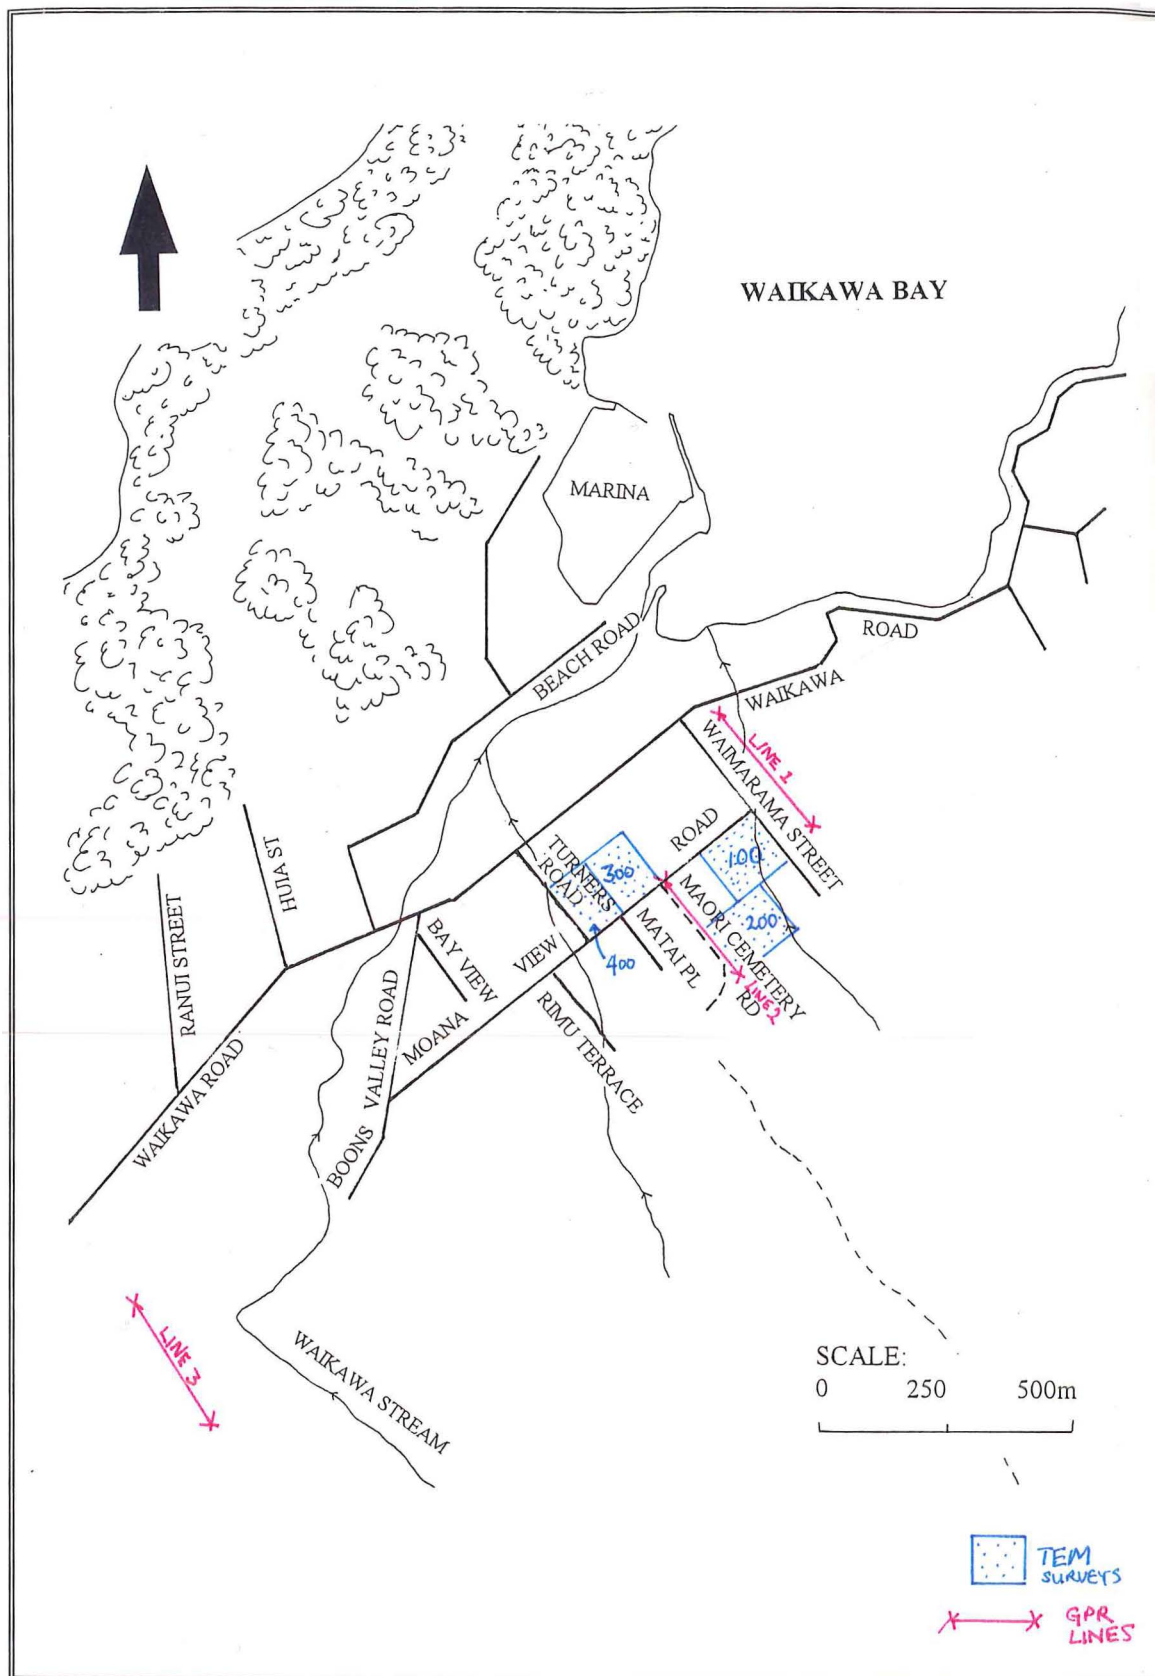 WAIKAWA BAY
MARINA
BEACH ROAD
ROAD
WAIKAWA
LINE 1
WAIMARAMA STREET
ROAD
TURNERS
ROAD
300
100
HUIA ST
MAORI CEMETERY
RD
200
RANUI STREET
BAY VIEW
VIEW
400
MATAI PL
LINE 2
BOONS VALLEY ROAD
MOANA
RIMU TERRACE
WAIKAWA ROAD
LINE 3
WAIKAWA STREAM
SCALE:
0 250 500m
TEM
SURVEYS
GPR
LINES